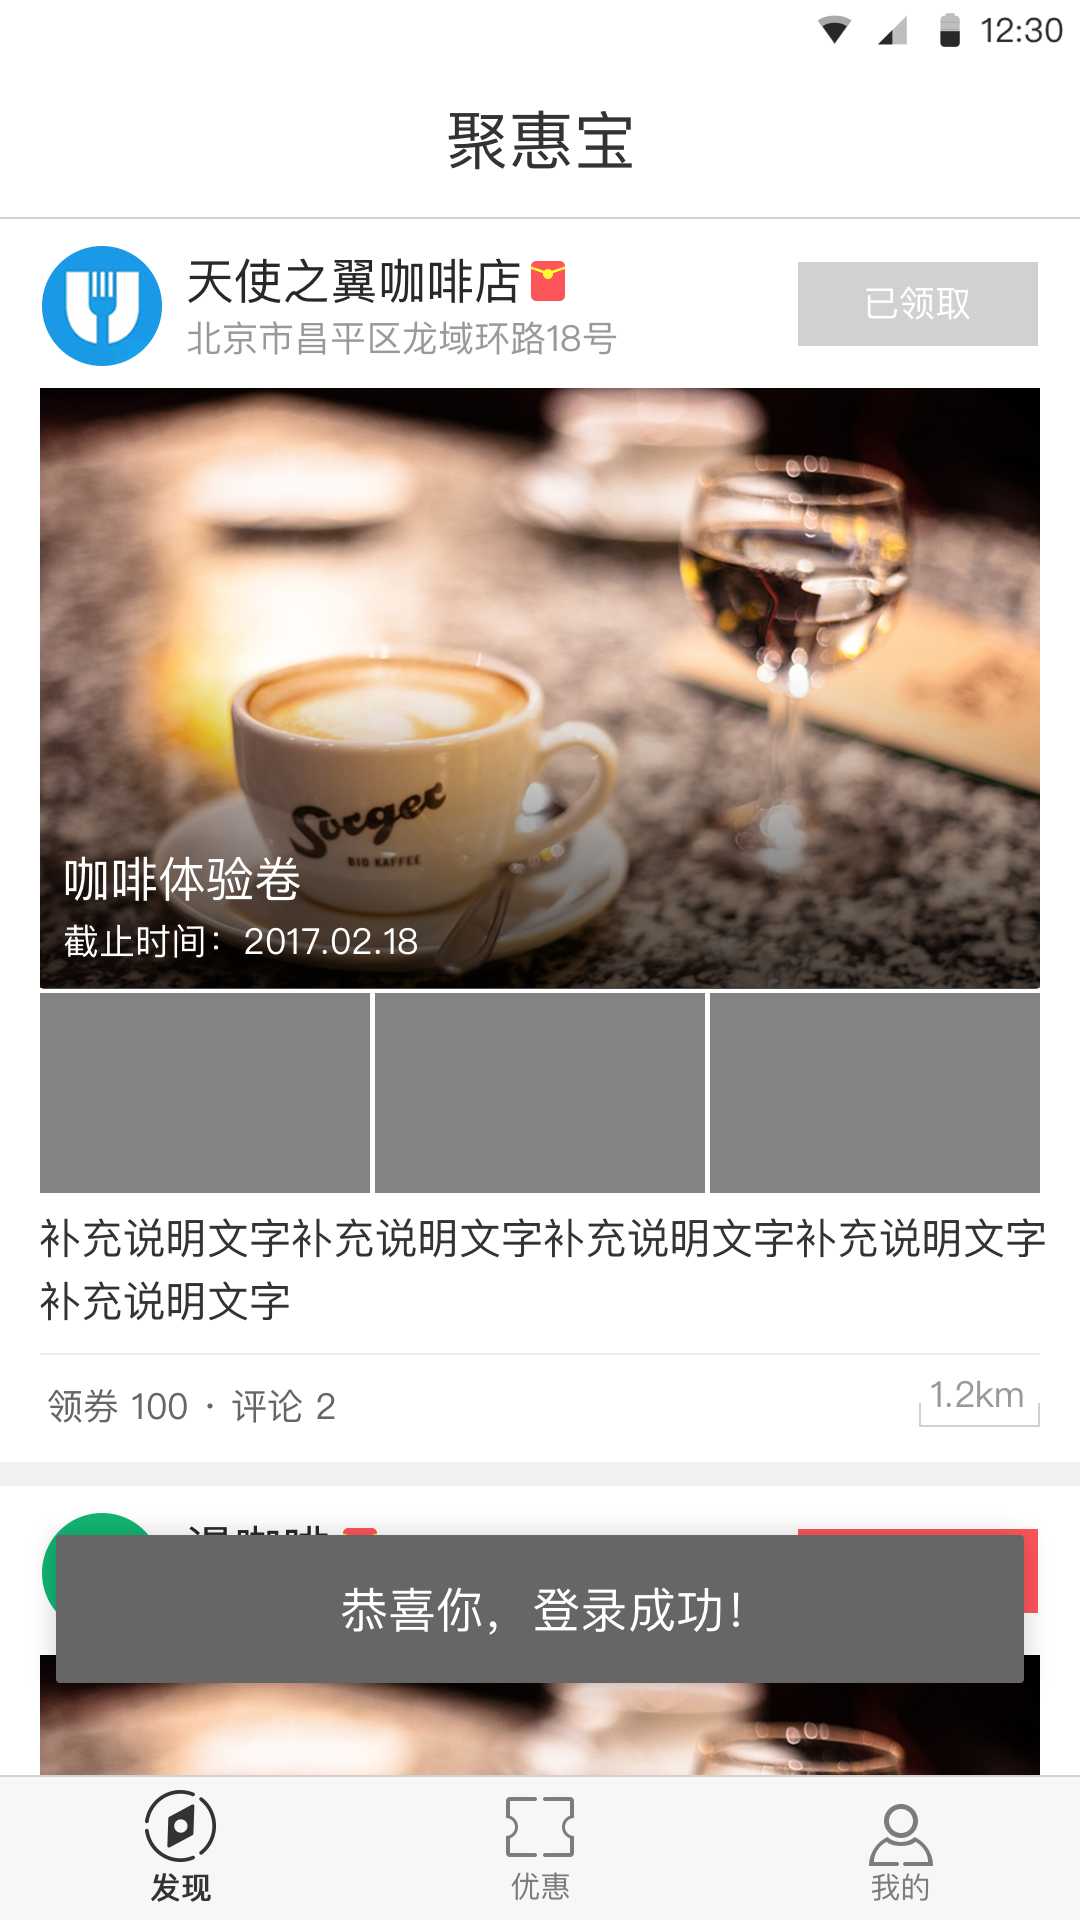 12:30
聚惠宝
天使之翼咖啡店
北京市昌平区龙域环路18号
已领取
Sorger
BIO KAFFEE
咖啡体验卷
截止时间：2017.02.18
补充说明文字补充说明文字补充说明文字补充说明文字
补充说明文字
领券 100 · 评论 2
1.2km
恭喜你，登录成功！
发现
优惠
我的